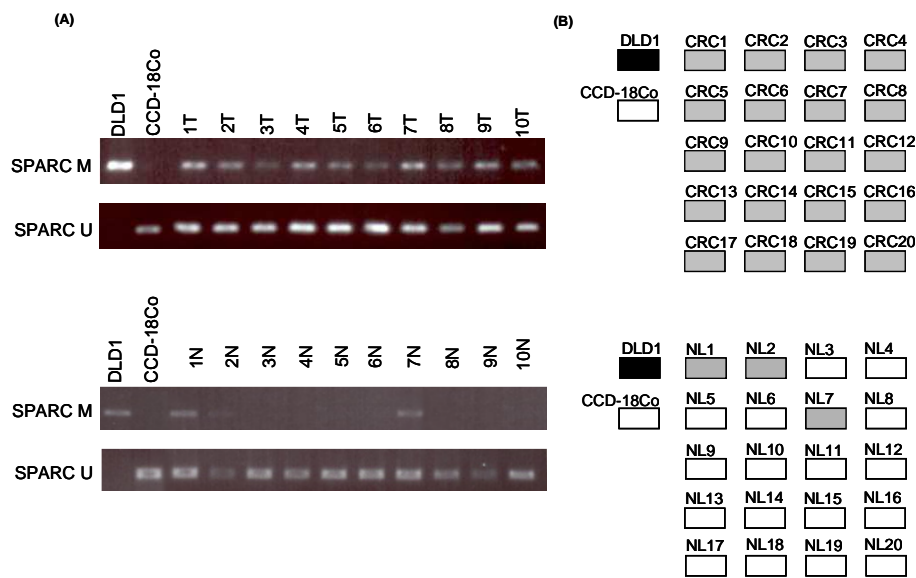 (A)
DLD1 CCD-18Co 1T 2T 3T 4T 5T 6T 7T 8T 9T 10T
SPARC M
SPARC U
DLD1 CCD-18Co 1N 2N 3N 4N 5N 6N 7N 8N 9N 10N
SPARC M
SPARC U
(B)
DLD1 CRC1 CRC2 CRC3 CRC4
CCD-18Co CRC5 CRC6 CRC7 CRC8
CRC9 CRC10 CRC11 CRC12
CRC13 CRC14 CRC15 CRC16
CRC17 CRC18 CRC19 CRC20
DLD1 NL1 NL2 NL3 NL4
CCD-18Co NL5 NL6 NL7 NL8
NL9 NL10 NL11 NL12
NL13 NL14 NL15 NL16
NL17 NL18 NL19 NL20